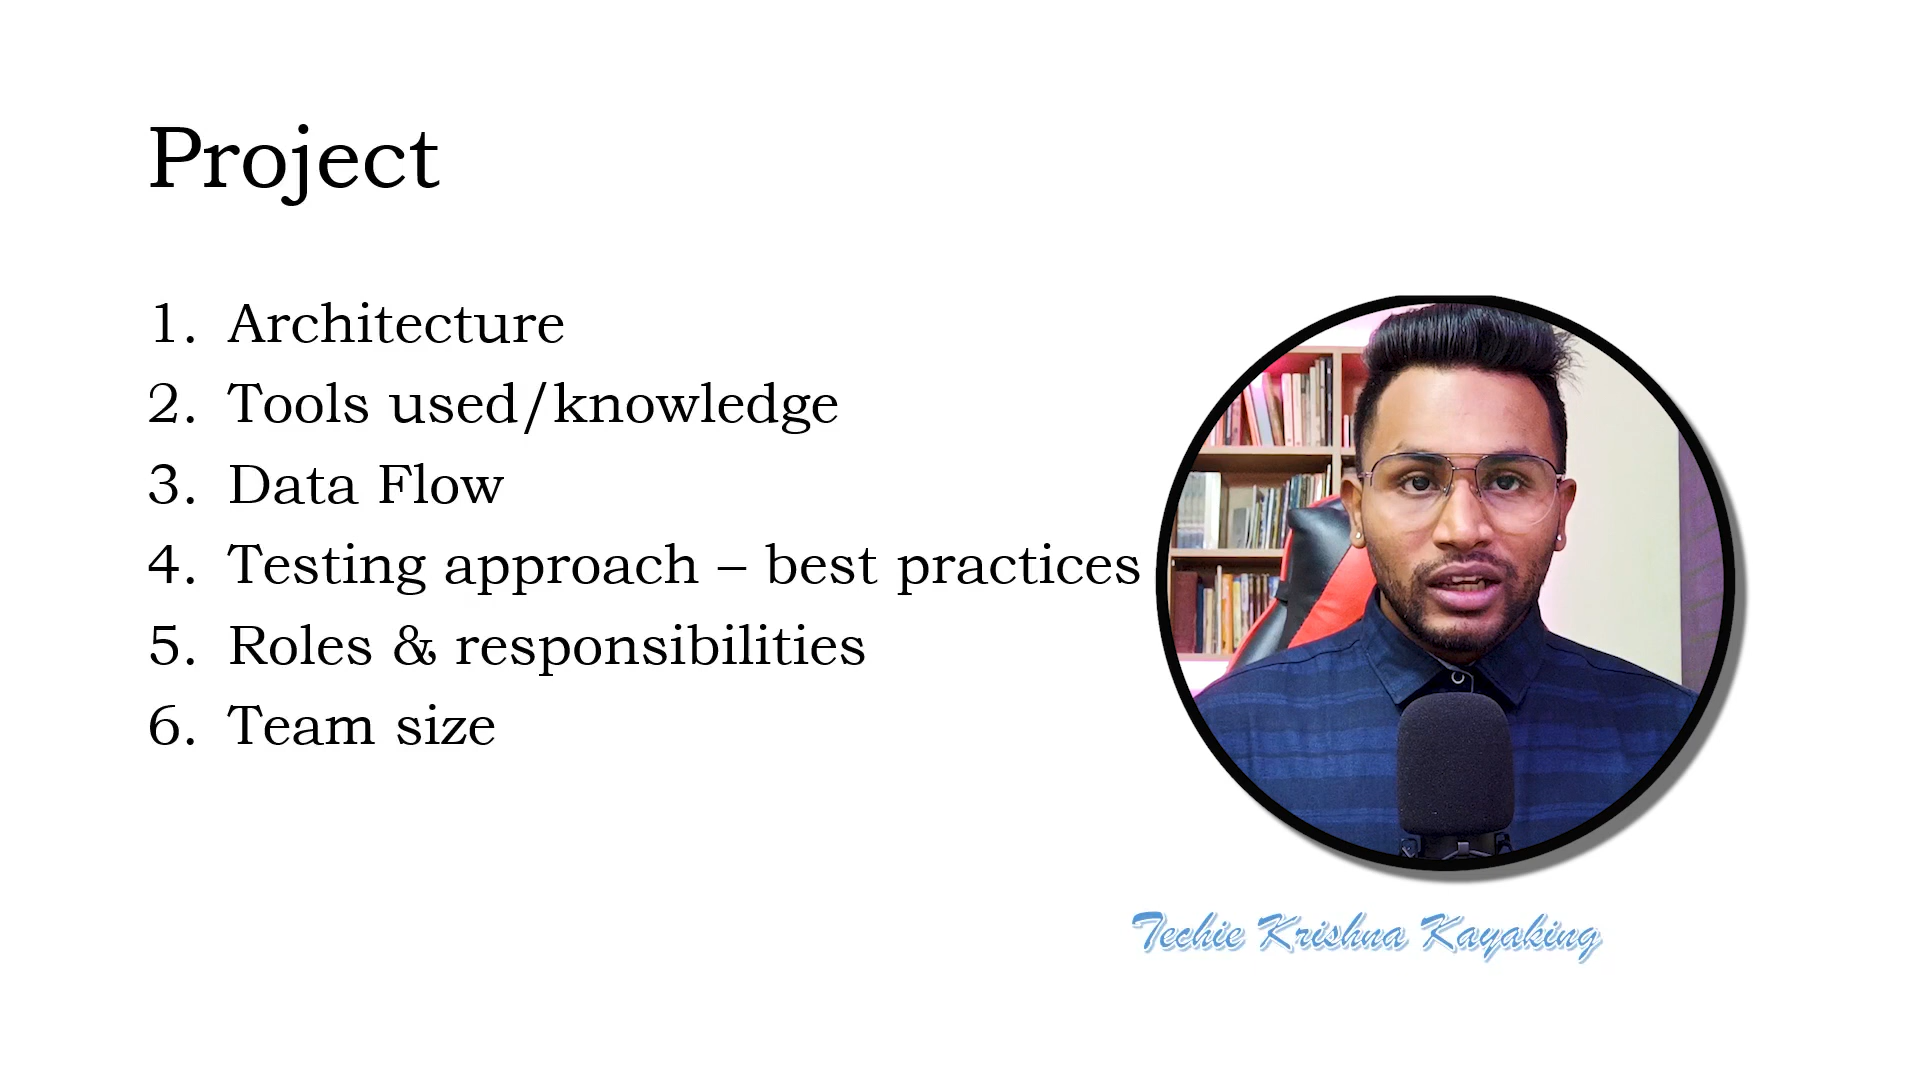 Project
1. Architecture
2. Tools used/knowledge
3. Data Flow
4. Testing approach – best practices
5. Roles & responsibilities
6. Team size
Techie Krishna Kayaking